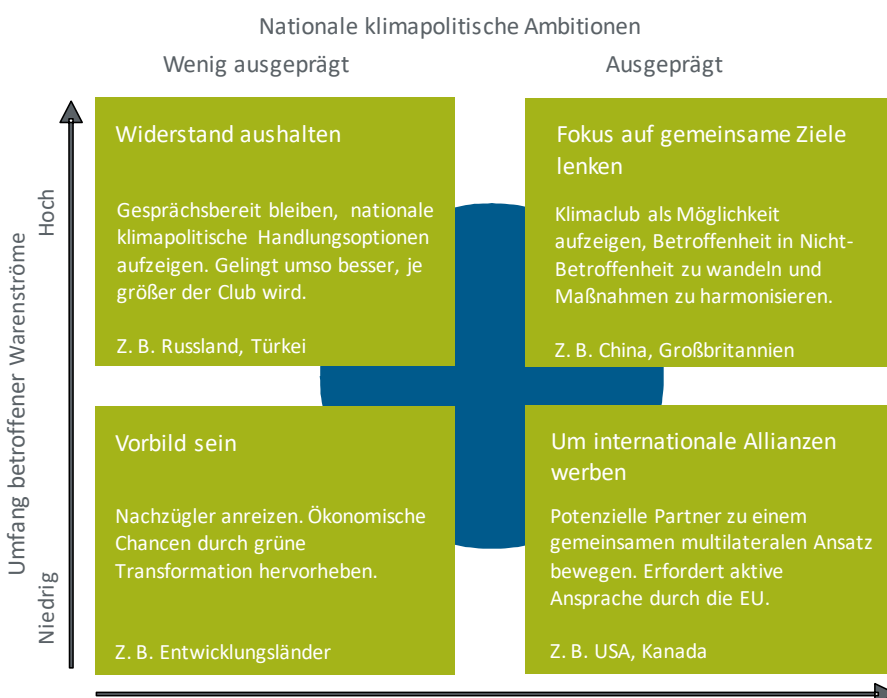 Nationale klimapolitische Ambitionen
Wenig ausgeprägt
Ausgeprägt
Umfang betroffener Warenströme
Hoch
Niedrig
Widerstand aushalten
Gesprächsbereit bleiben, nationale
klimapolitische Handlungsoptionen
aufzeigen. Gelingt umso besser, je
größer der Club wird.
Z. B. Russland, Türkei
Fokus auf gemeinsame Ziele
lenken
Klimaclub als Möglichkeit
aufzeigen, Betroffenheit in Nicht-
Betroffenheit zu wandeln und
Maßnahmen zu harmonisieren.
Z. B. China, Großbritannien
Vorbild sein
Nachzügler anreizen. Ökonomische
Chancen durch grüne
Transformation hervorheben.
Z. B. Entwicklungsländer
Um internationale Allianzen
werben
Potenzielle Partner zu einem
gemeinsamen multilateralen Ansatz
bewegen. Erfordert aktive
Ansprache durch die EU.
Z. B. USA, Kanada